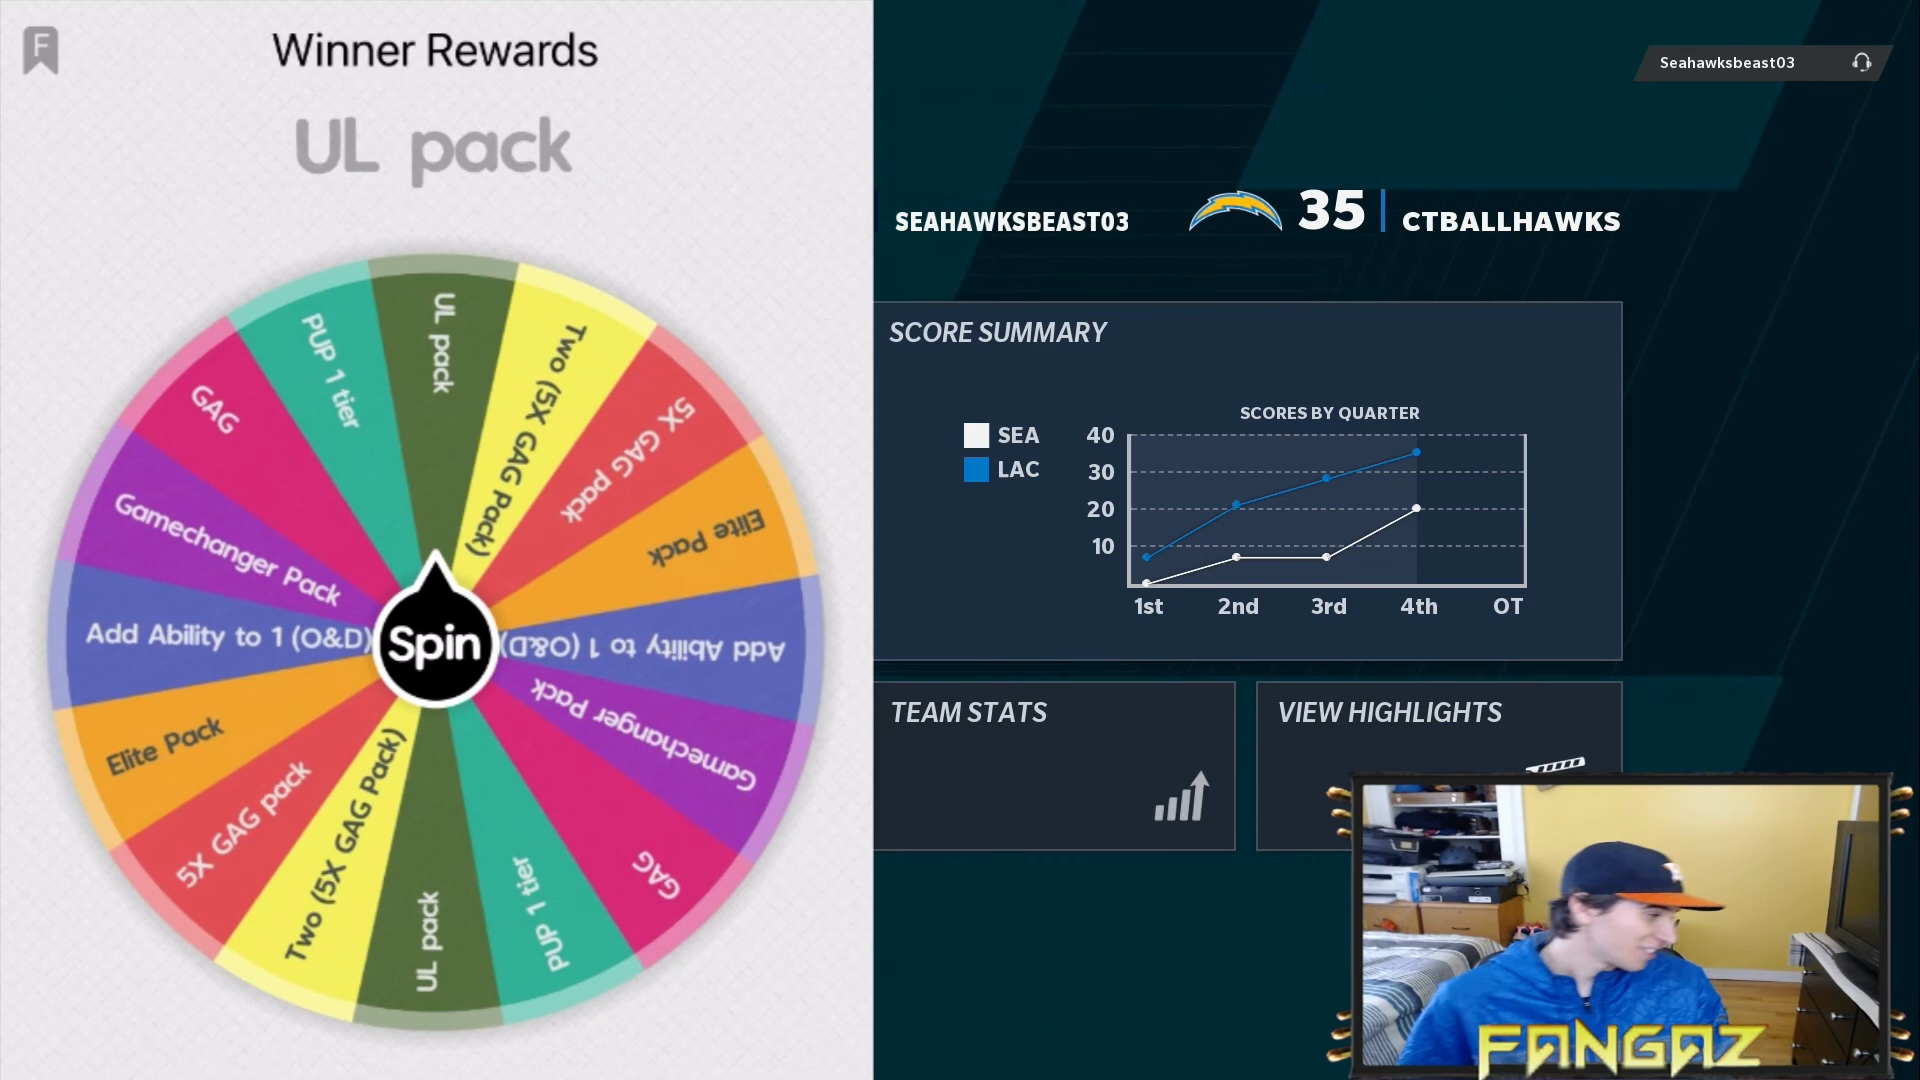 F
Winner Rewards
UL pack
UL pack
Two (5X GAG Pack)
5X GAG pack
Elite Pack
Add Ability to 1 (O&D)
Gamechanger Pack
GAG
PUP 1 tier
UL pack
Two (5X GAG Pack)
5X GAG pack
Elite Pack
Add Ability to 1 (O&D)
Gamechanger Pack
GAG
PUP 1 tier
Spin
Seahawksbeast03
SEAHAWKSBEAST03
35
CTBALLHAWKS
SCORE SUMMARY
SCORES BY QUARTER
SEA
LAC
40
30
20
10
1st 2nd 3rd 4th OT
TEAM STATS
VIEW HIGHLIGHTS
FANGAZ